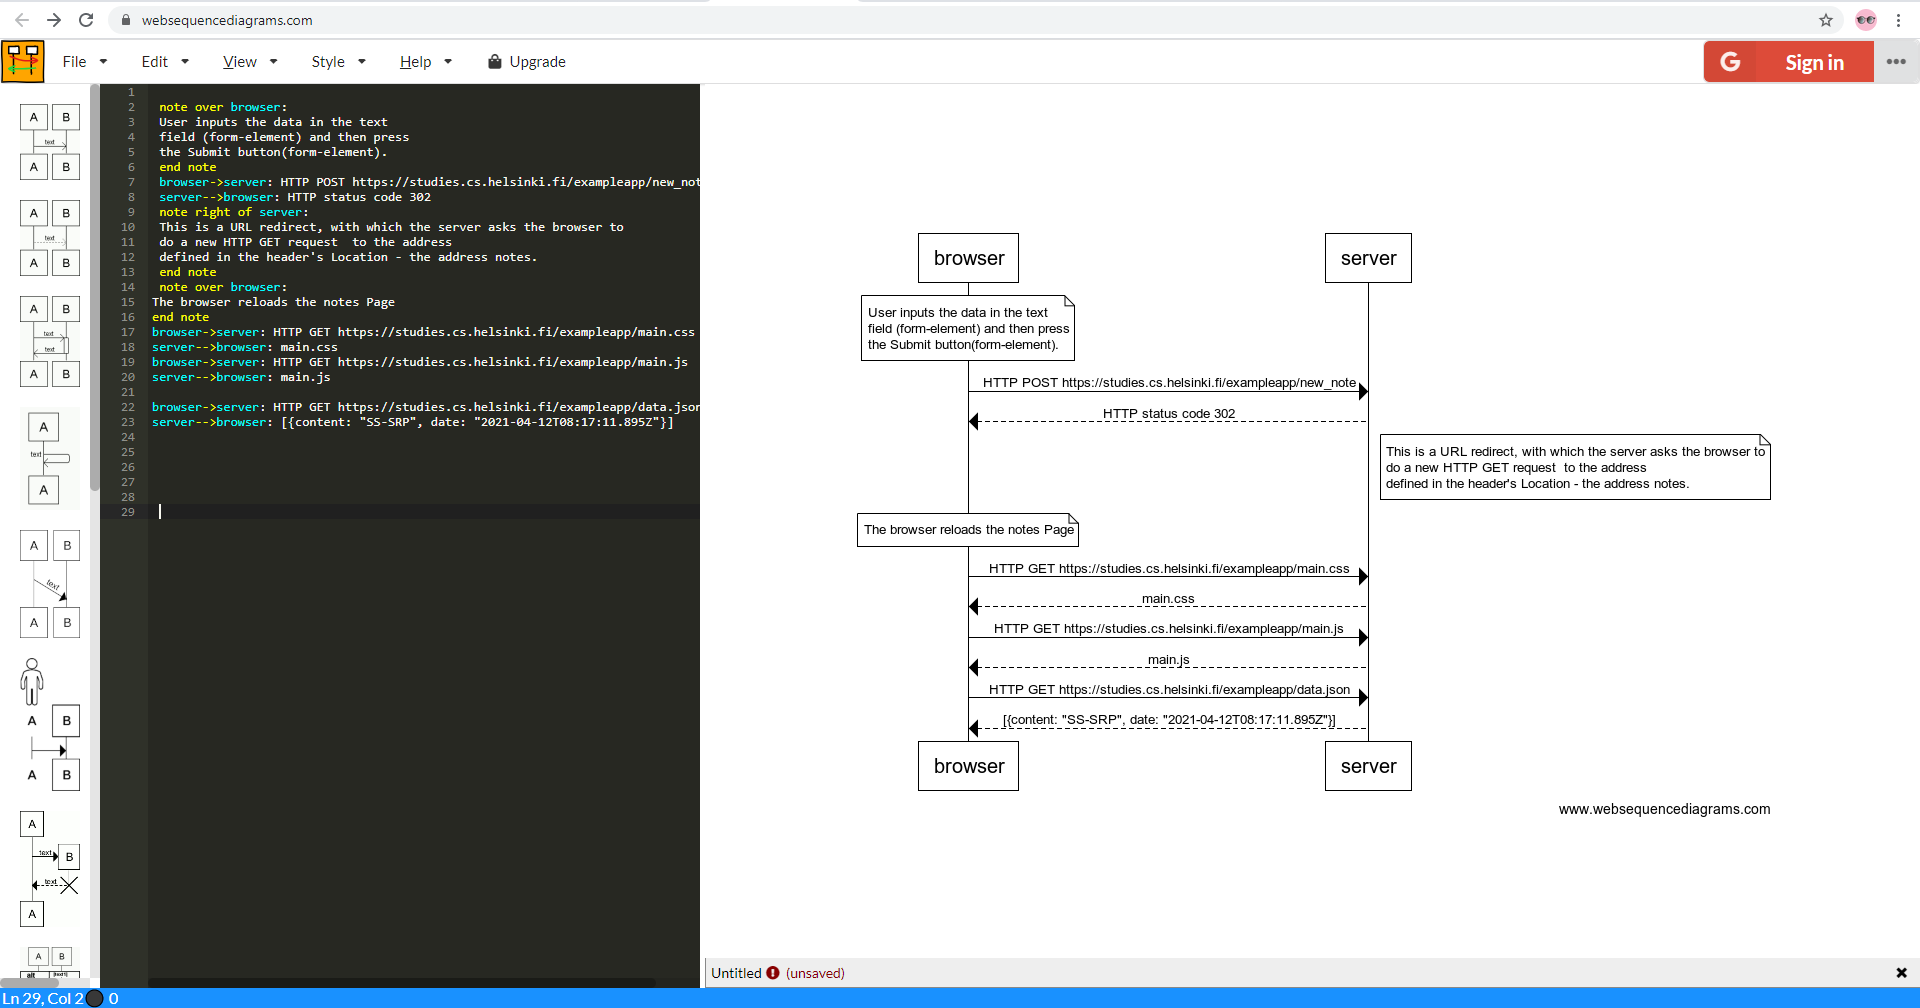 websequencediagrams.com
File Edit View Style Help Upgrade
G Sign in
A B
text
A B
A B
text
A B
A B
text
text
A B
A
text
A
A B
text
A B
A B
A B
A
text B
text
A
A B
alt [text1]
1
2 note over browser:
3 User inputs the data in the text
4 field (form-element) and then press
5 the Submit button(form-element).
6 end note
7 browser->server: HTTP POST https://studies.cs.helsinki.fi/exampleapp/new_not
8 server-->browser: HTTP status code 302
9 note right of server:
10 This is a URL redirect, with which the server asks the browser to
11 do a new HTTP GET request  to the address
12 defined in the header's Location - the address notes.
13 end note
14 note over browser:
15 The browser reloads the notes Page
16 end note
17 browser->server: HTTP GET https://studies.cs.helsinki.fi/exampleapp/main.css
18 server-->browser: main.css
19 browser->server: HTTP GET https://studies.cs.helsinki.fi/exampleapp/main.js
20 server-->browser: main.js
21
22 browser->server: HTTP GET https://studies.cs.helsinki.fi/exampleapp/data.json
23 server-->browser: [{content: "SS-SRP", date: "2021-04-12T08:17:11.895Z"}]
24
25
26
27
28
29
browser server
User inputs the data in the text
field (form-element) and then press
the Submit button(form-element).
HTTP POST https://studies.cs.helsinki.fi/exampleapp/new_note
HTTP status code 302
This is a URL redirect, with which the server asks the browser to
do a new HTTP GET request  to the address
defined in the header's Location - the address notes.
The browser reloads the notes Page
HTTP GET https://studies.cs.helsinki.fi/exampleapp/main.css
main.css
HTTP GET https://studies.cs.helsinki.fi/exampleapp/main.js
main.js
HTTP GET https://studies.cs.helsinki.fi/exampleapp/data.json
[{content: "SS-SRP", date: "2021-04-12T08:17:11.895Z"}]
browser server
www.websequencediagrams.com
Untitled (unsaved)
Ln 29, Col 2 0